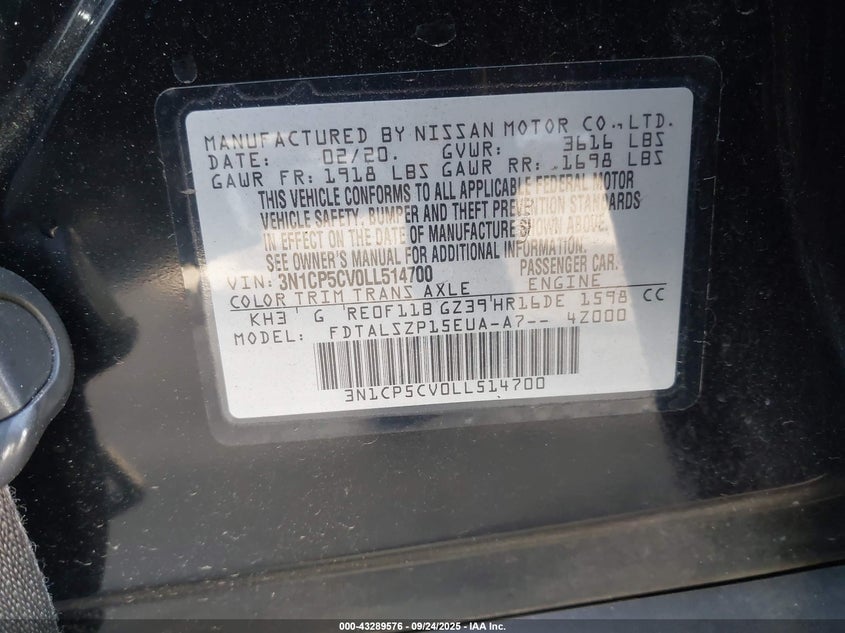 MANUFACTURED BY NISSAN MOTOR CO., LTD.
DATE: 02/20. GVWR: 3616 LBS
GAWR FR: 1918 LBS GAWR RR: 1698 LBS
THIS VEHICLE CONFORMS TO ALL APPLICABLE FEDERAL MOTOR
VEHICLE SAFETY, BUMPER AND THEFT PREVENTION STANDARDS
IN EFFECT ON THE DATE OF MANUFACTURE SHOWN ABOVE.
SEE OWNER'S MANUAL FOR ADDITIONAL INFORMATION.
VIN: 3N1CP5CV0LL514700 PASSENGER CAR.
COLOR TRIM TRANS AXLE ENGINE
KH3 G RE0F11B GZ39 HR16DE 1598 CC
MODEL: FDTALSZP15EUA-A7-- 4Z000
3N1CP5CV0LL514700
000-43289576 - 09/24/2025 - IAA Inc.